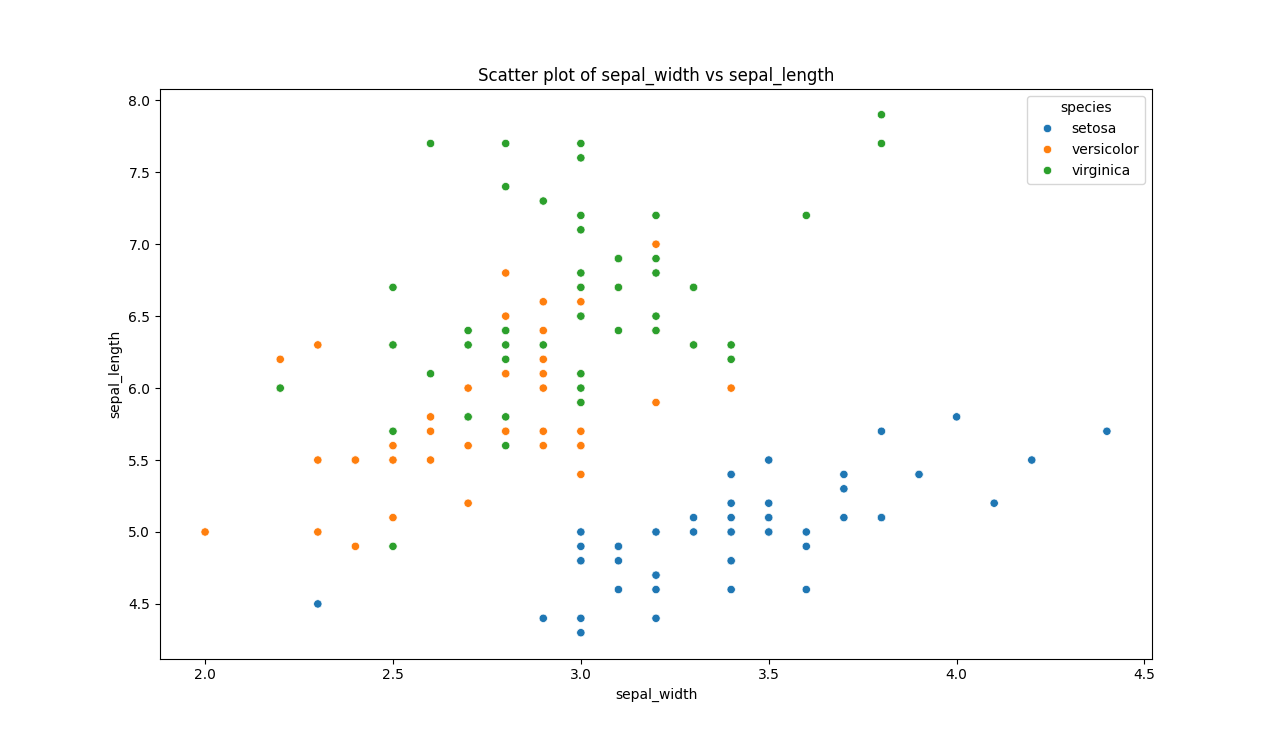 Scatter plot of sepal_width vs sepal_length
species
setosa
versicolor
virginica
8.0
7.5
7.0
6.5
6.0
5.5
5.0
4.5
sepal_length
2.0 2.5 3.0 3.5 4.0 4.5
sepal_width